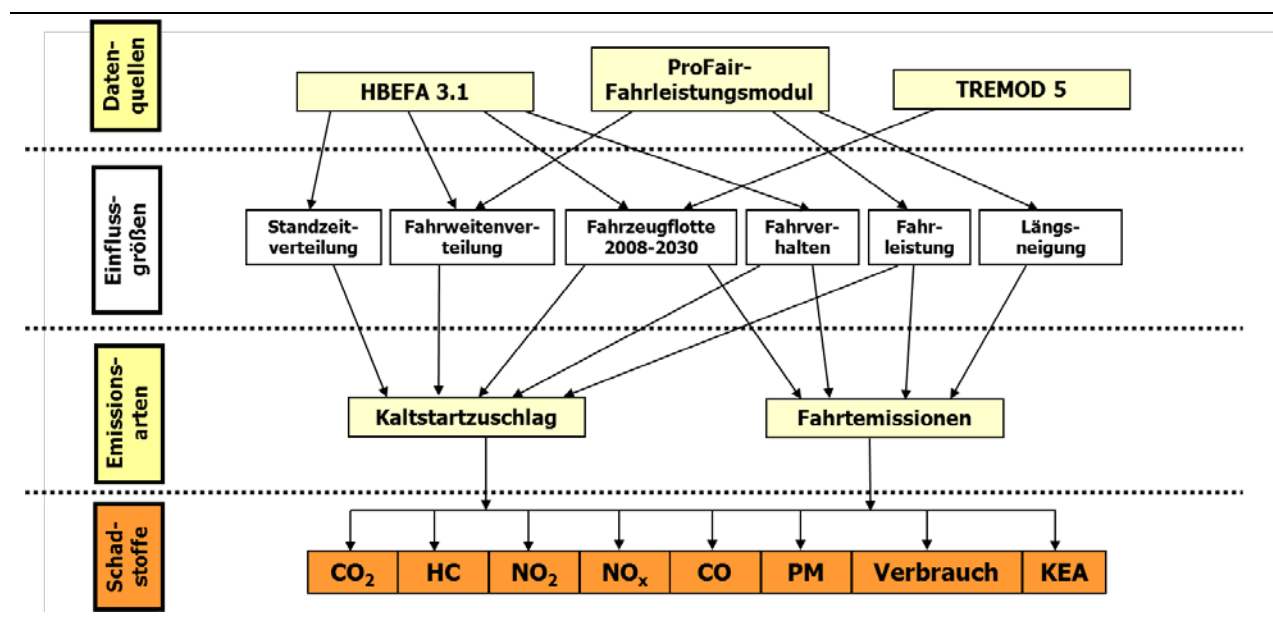 Daten-
quellen
HBEFA 3.1
ProFair-
Fahrleistungsmodul
TREMOD 5
Einfluss-
größen
Standzeit
verteilung
Fahrweitenver-
teilung
Fahrzeugflotte
2008-2030
Fahrver-
halten
Fahr-
leistung
Längs-
neigung
Emissions-
arten
Kaltstartzuschlag
Fahrtemissionen
Schad-
stoffe
CO₂ HC NO₂ NOₓ CO PM Verbrauch KEA